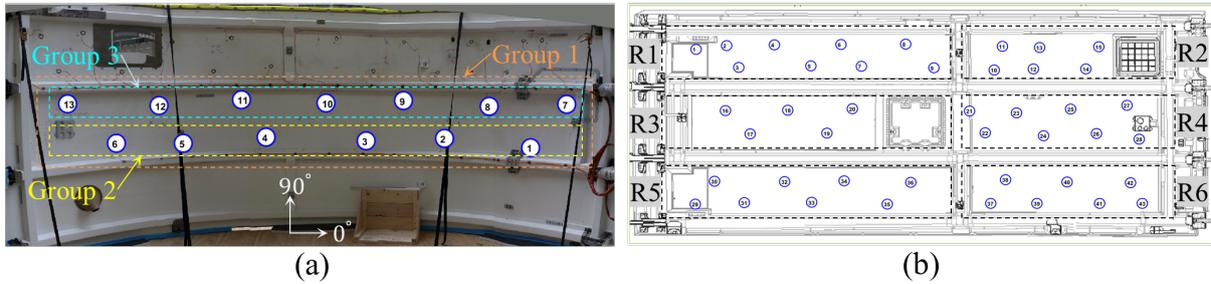 Group 3
Group 1
13 12 11 10 9 8 7
6 5 4 3 2 1
Group 2
90°
0°
(a)
R1 R2
1 2 4 6 8 11 13 15
3 5 7 9 10 12 14
R3 R4
16 18 20 21 23 25 27
17 19 22 24 26 28
R5 R6
30 32 34 36 38 40 42
29 31 33 35 37 39 41 43
(b)